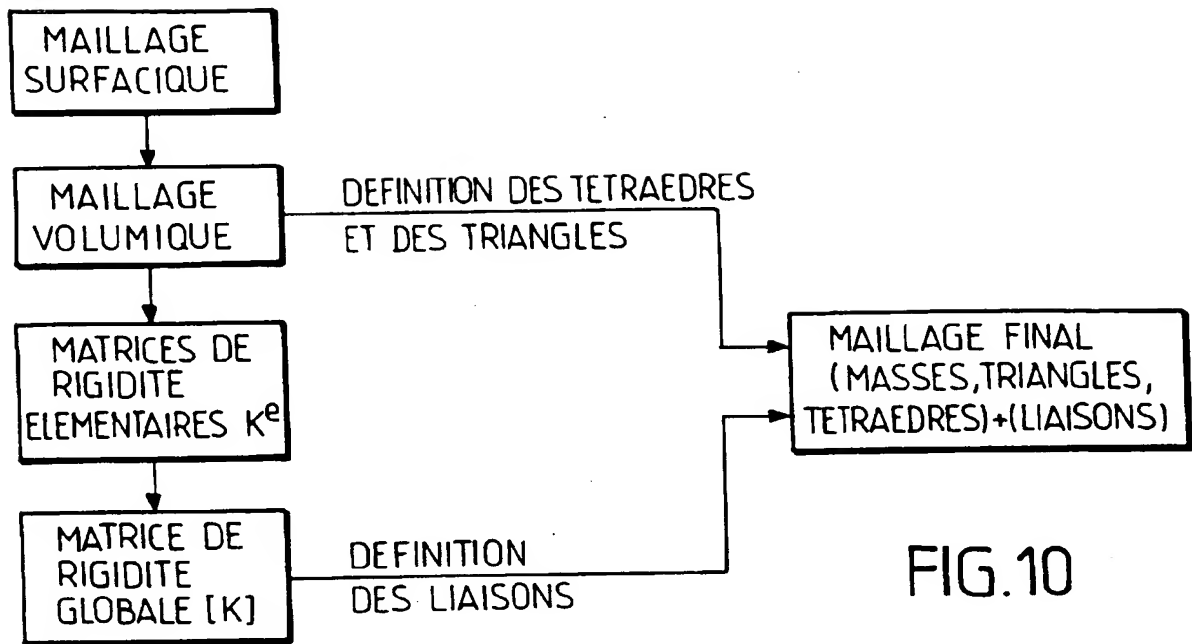 MAILLAGE
SURFACIQUE
MAILLAGE
VOLUMIQUE
DEFINITION DES TETRAEDRES
ET DES TRIANGLES
MATRICES DE
RIGIDITE
ELEMENTAIRES Kᵉ
MAILLAGE FINAL
(MASSES,TRIANGLES,
TETRAEDRES)+(LIAISONS)
MATRICE DE
RIGIDITE
GLOBALE [K]
DEFINITION
DES LIAISONS
FIG.10